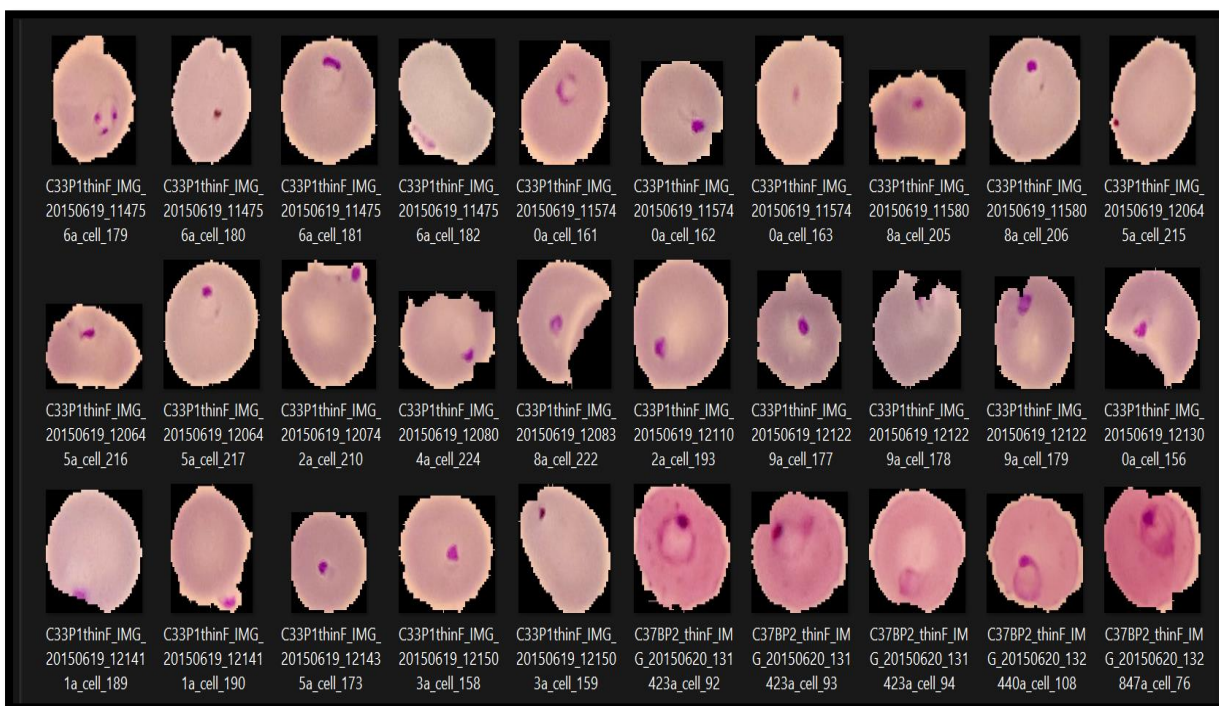 C33P1thinF_IMG_ C33P1thinF_IMG_ C33P1thinF_IMG_ C33P1thinF_IMG_ C33P1thinF_IMG_ C33P1thinF_IMG_ C33P1thinF_IMG_ C33P1thinF_IMG_ C33P1thinF_IMG_ C33P1thinF_IMG_
20150619_11475 20150619_11475 20150619_11475 20150619_11475 20150619_11574 20150619_11574 20150619_11574 20150619_11580 20150619_11580 20150619_12064
6a_cell_179 6a_cell_180 6a_cell_181 6a_cell_182 0a_cell_161 0a_cell_162 0a_cell_163 8a_cell_205 8a_cell_206 5a_cell_215
C33P1thinF_IMG_ C33P1thinF_IMG_ C33P1thinF_IMG_ C33P1thinF_IMG_ C33P1thinF_IMG_ C33P1thinF_IMG_ C33P1thinF_IMG_ C33P1thinF_IMG_ C33P1thinF_IMG_ C33P1thinF_IMG_
20150619_12064 20150619_12064 20150619_12074 20150619_12080 20150619_12083 20150619_12110 20150619_12122 20150619_12122 20150619_12122 20150619_12130
5a_cell_216 5a_cell_217 2a_cell_210 4a_cell_224 8a_cell_222 2a_cell_193 9a_cell_177 9a_cell_178 9a_cell_179 0a_cell_156
C33P1thinF_IMG_ C33P1thinF_IMG_ C33P1thinF_IMG_ C33P1thinF_IMG_ C33P1thinF_IMG_ C37BP2_thinF_IM C37BP2_thinF_IM C37BP2_thinF_IM C37BP2_thinF_IM C37BP2_thinF_IM
20150619_12141 20150619_12141 20150619_12143 20150619_12150 20150619_12150 G_20150620_131 G_20150620_131 G_20150620_131 G_20150620_132 G_20150620_132
1a_cell_189 1a_cell_190 5a_cell_173 3a_cell_158 3a_cell_159 423a_cell_92 423a_cell_93 423a_cell_94 440a_cell_108 847a_cell_76